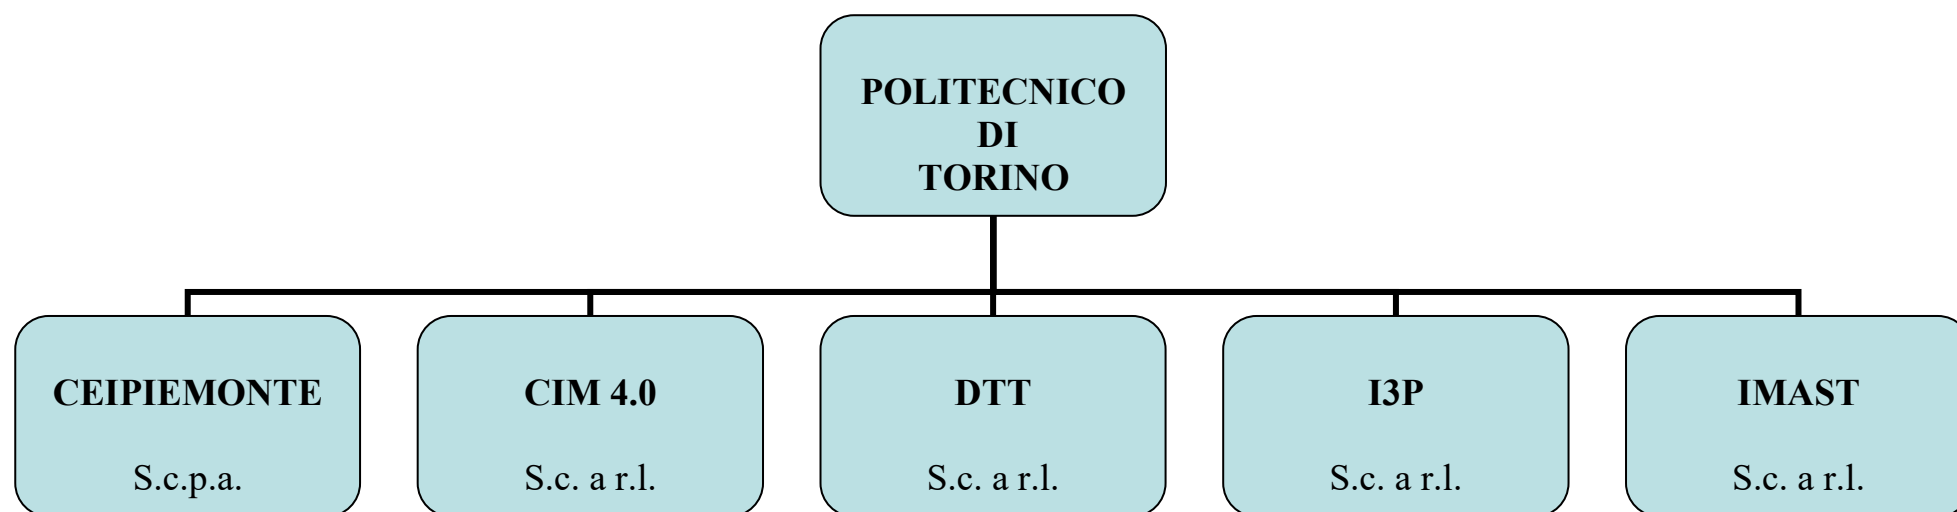 POLITECNICO
DI
TORINO
CEIPIEMONTE
S.c.p.a.
CIM 4.0
S.c. a r.l.
DTT
S.c. a r.l.
I3P
S.c. a r.l.
IMAST
S.c. a r.l.